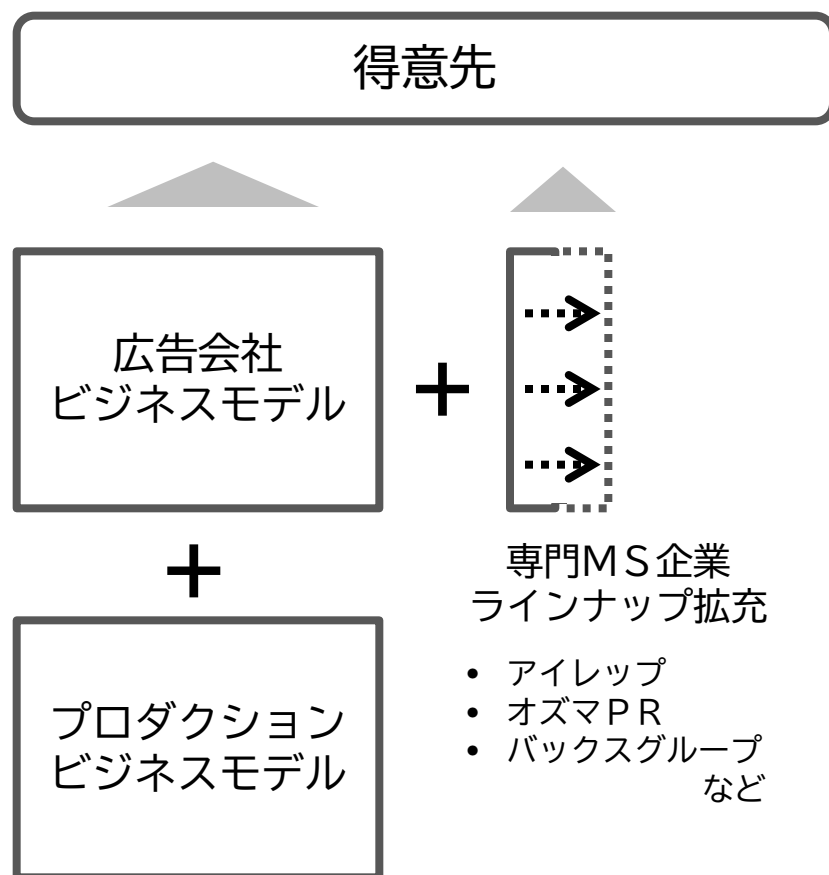 得意先
広告会社
ビジネスモデル
+
+
専門ＭＳ企業
ラインナップ拡充
プロダクション
ビジネスモデル
• アイレップ
• オズマＰＲ
• バックスグループ
など